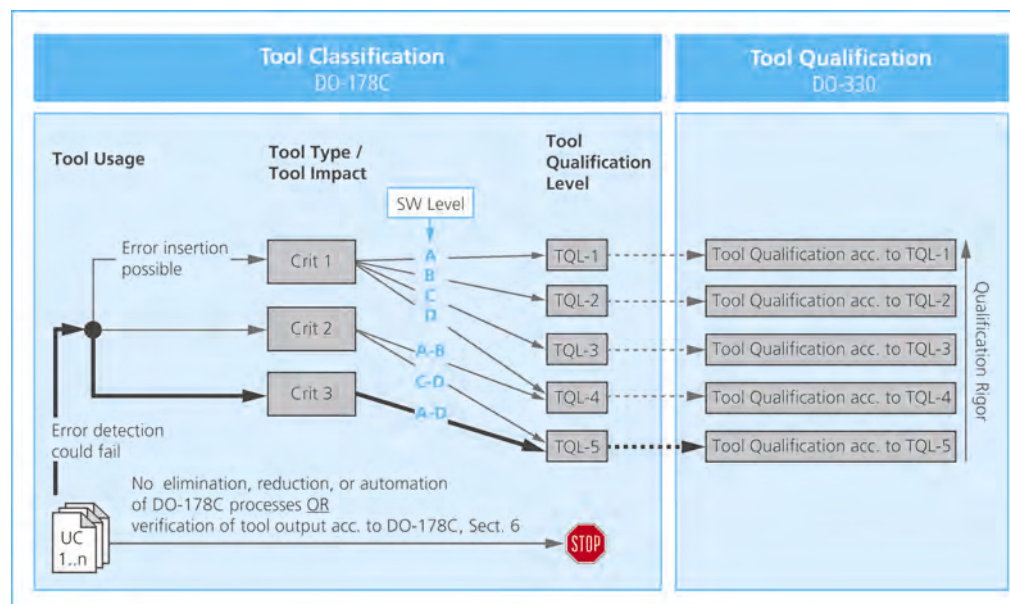 Tool Classification
DO-178C
Tool Qualification
DO-330
Tool Usage
Tool Type /
Tool Impact
Tool
Qualification
Level
SW Level
Error insertion
possible
Crit 1
A
B
C
D
TQL-1
Tool Qualification acc. to TQL-1
TQL-2
Tool Qualification acc. to TQL-2
Crit 2
A-B
C-D
TQL-3
Tool Qualification acc. to TQL-3
Crit 3
A-D
TQL-4
Tool Qualification acc. to TQL-4
TQL-5
Tool Qualification acc. to TQL-5
Qualification Rigor
Error detection
could fail
No elimination, reduction, or automation
of DO-178C processes OR
verification of tool output acc. to DO-178C, Sect. 6
UC
1..n
STOP